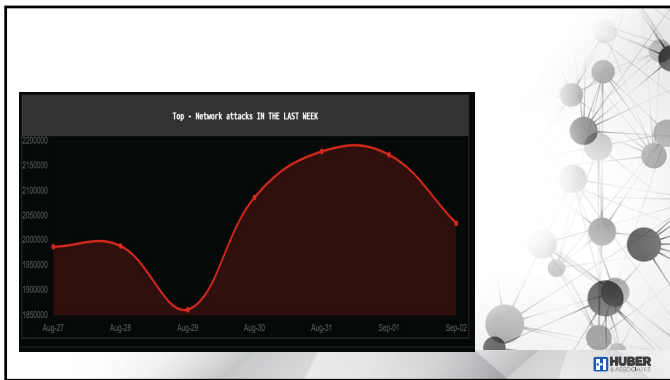 Top - Network attacks IN THE LAST WEEK
2200000
2150000
2100000
2050000
2000000
1950000
1900000
1850000
Aug-27 Aug-28 Aug-29 Aug-30 Aug-31 Sep-01 Sep-02
HUBER
& ASSOCIATES